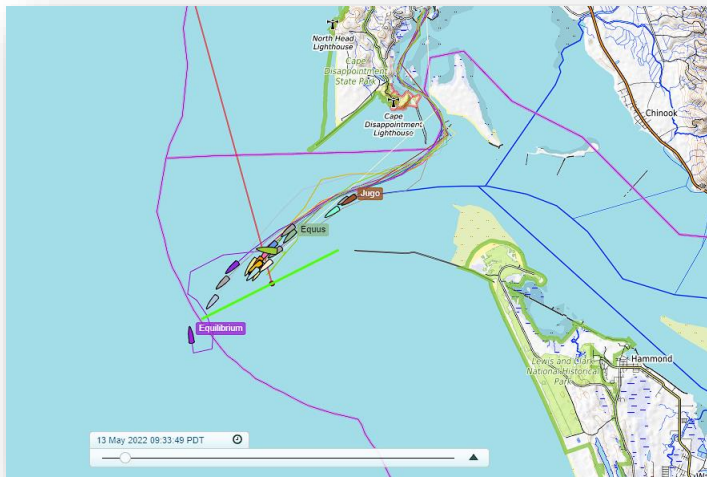 North Head
Lighthouse
Cape
Disappointment
State Park
Cape
Disappointment
Lighthouse
Chinook
Jugo
Equus
Equilibrium
Lewis and Clark
National Historical
Park
Hammond
13 May 2022 09:33:49 PDT